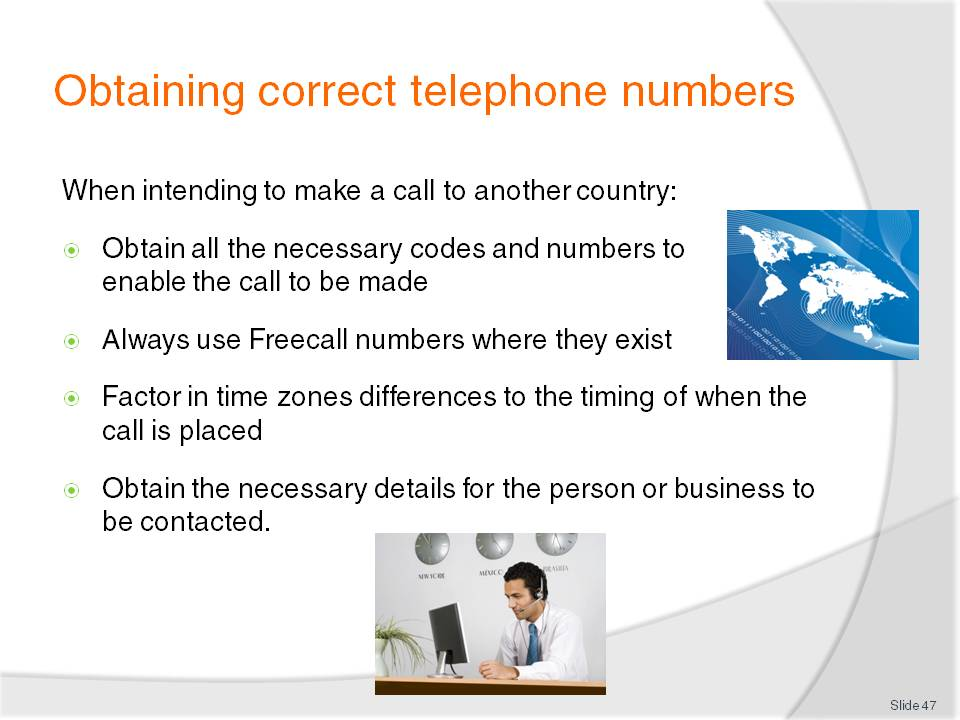 Obtaining correct telephone numbers
When intending to make a call to another country:
Obtain all the necessary codes and numbers to
enable the call to be made
Always use Freecall numbers where they exist
Factor in time zones differences to the timing of when the
call is placed
Obtain the necessary details for the person or business to
be contacted.
NEW YORK
MÉXICO
BRASILIA
Slide 47